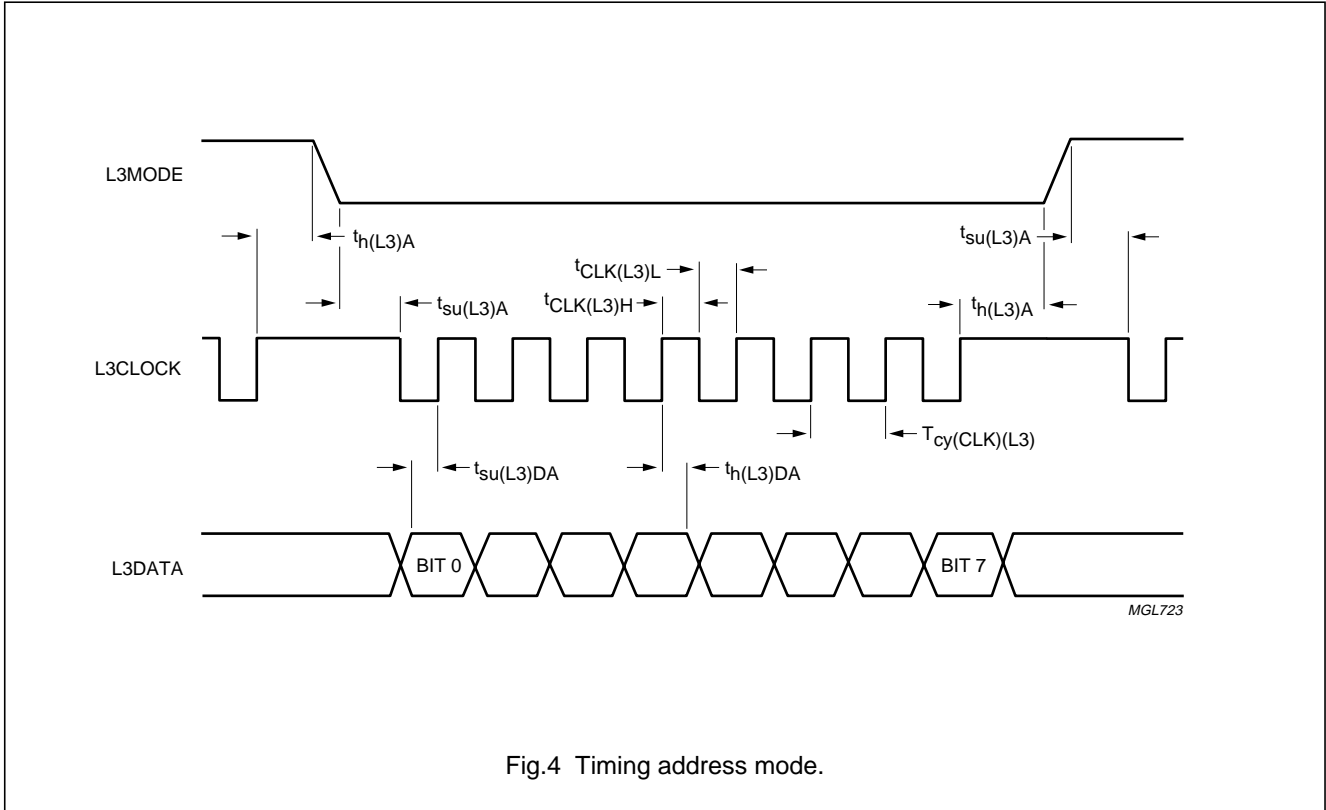 L3MODE
th(L3)A
tsu(L3)A
tCLK(L3)L
tCLK(L3)H
tsu(L3)A
th(L3)A
L3CLOCK
Tcy(CLK)(L3)
tsu(L3)DA
th(L3)DA
L3DATA
BIT 0
BIT 7
MGL723
Fig.4 Timing address mode.